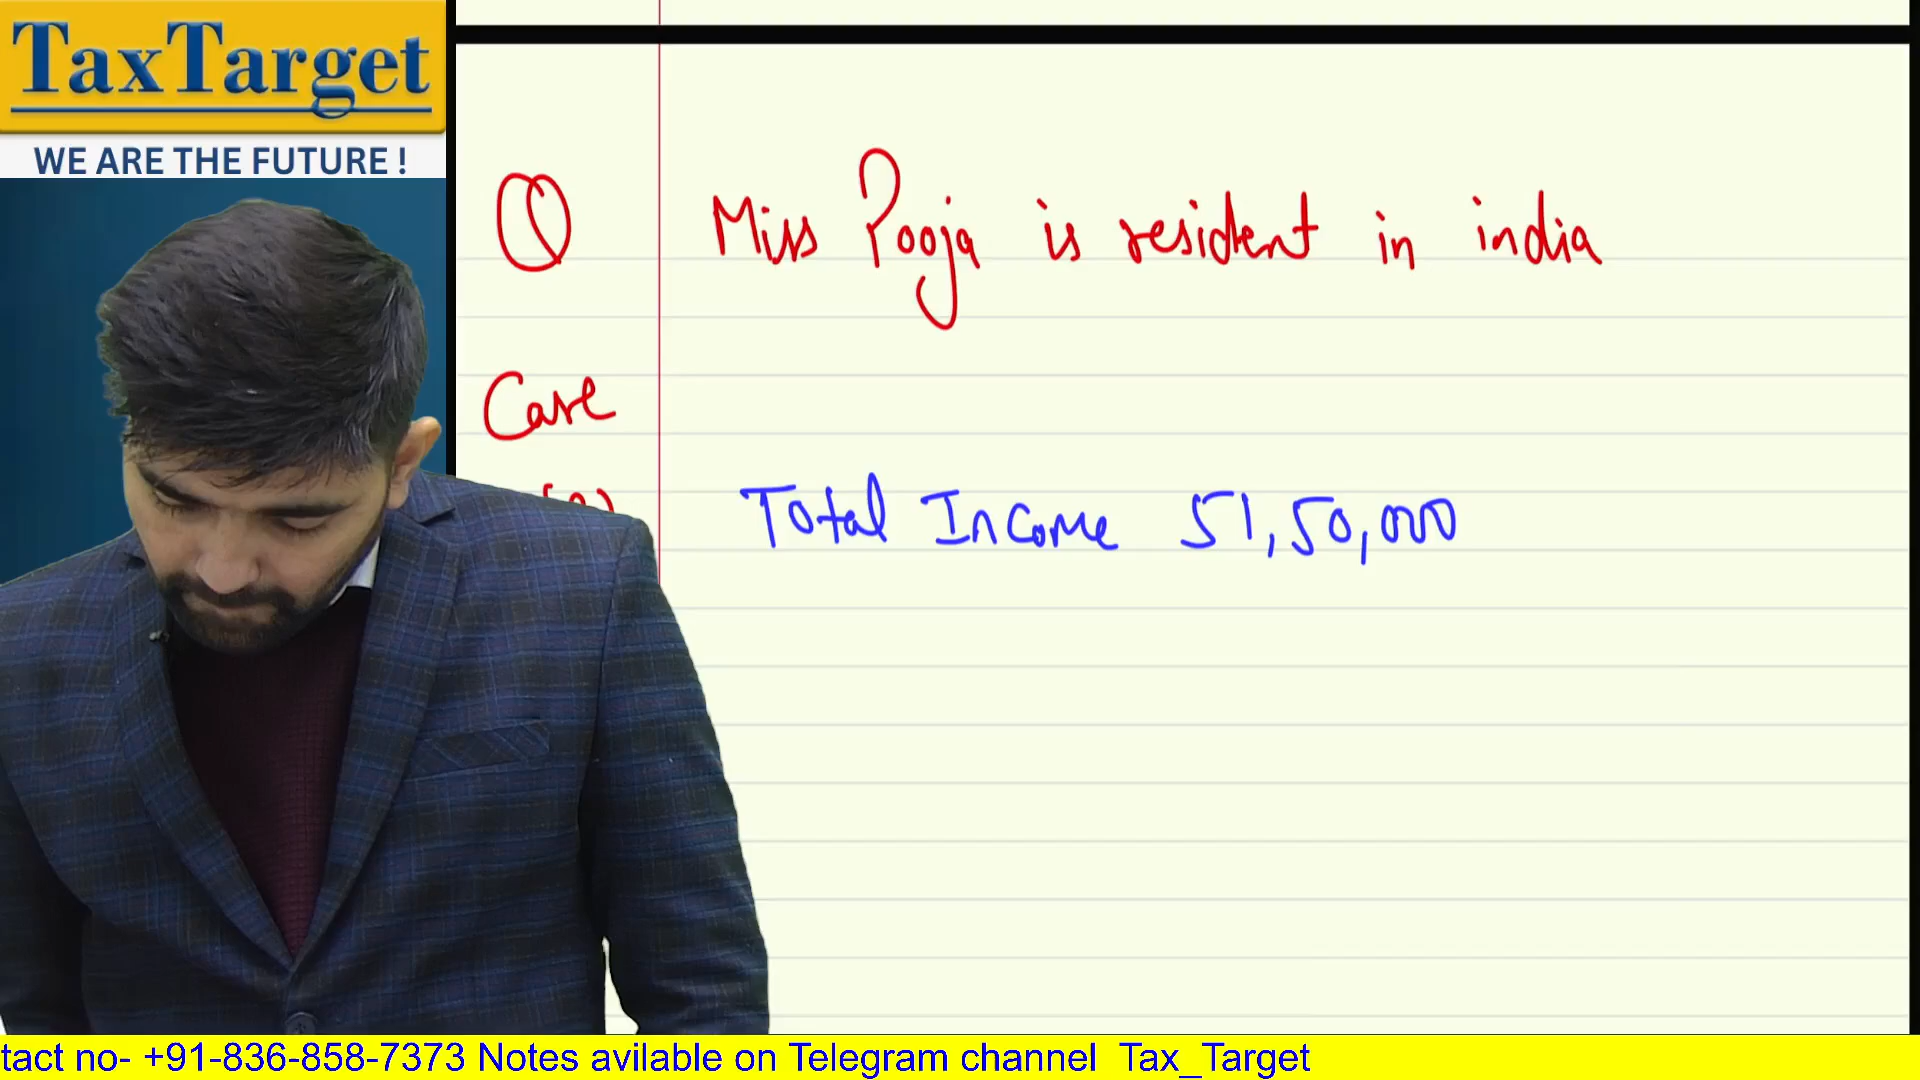 TaxTarget
WE ARE THE FUTURE !
Q Miss Pooja is resident in india
Case
Total Income 51,50,000
tact no- +91-836-858-7373 Notes avilable on Telegram channel Tax_Target